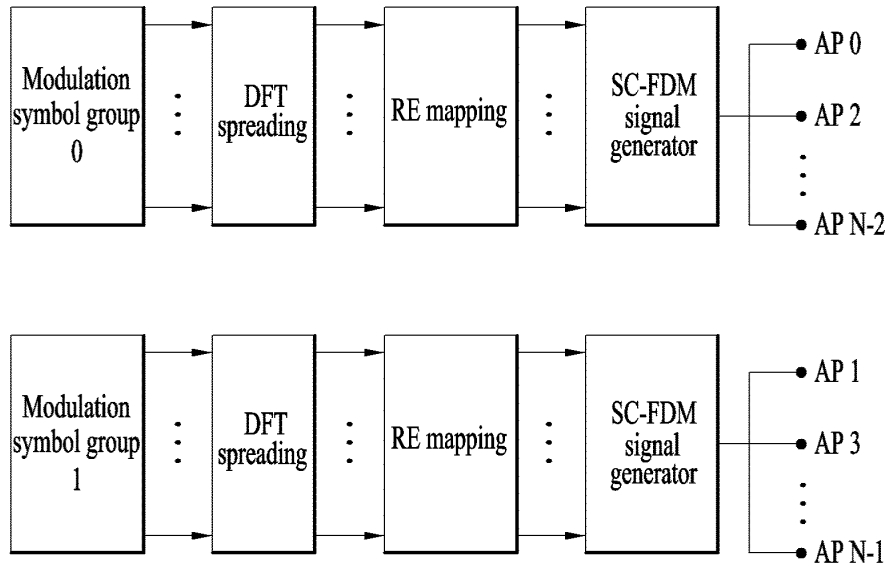 Modulation
symbol group
0
DFT
spreading
RE mapping
SC-FDM
signal
generator
AP 0
AP 2
AP N-2
Modulation
symbol group
1
DFT
spreading
RE mapping
SC-FDM
signal
generator
AP 1
AP 3
AP N-1